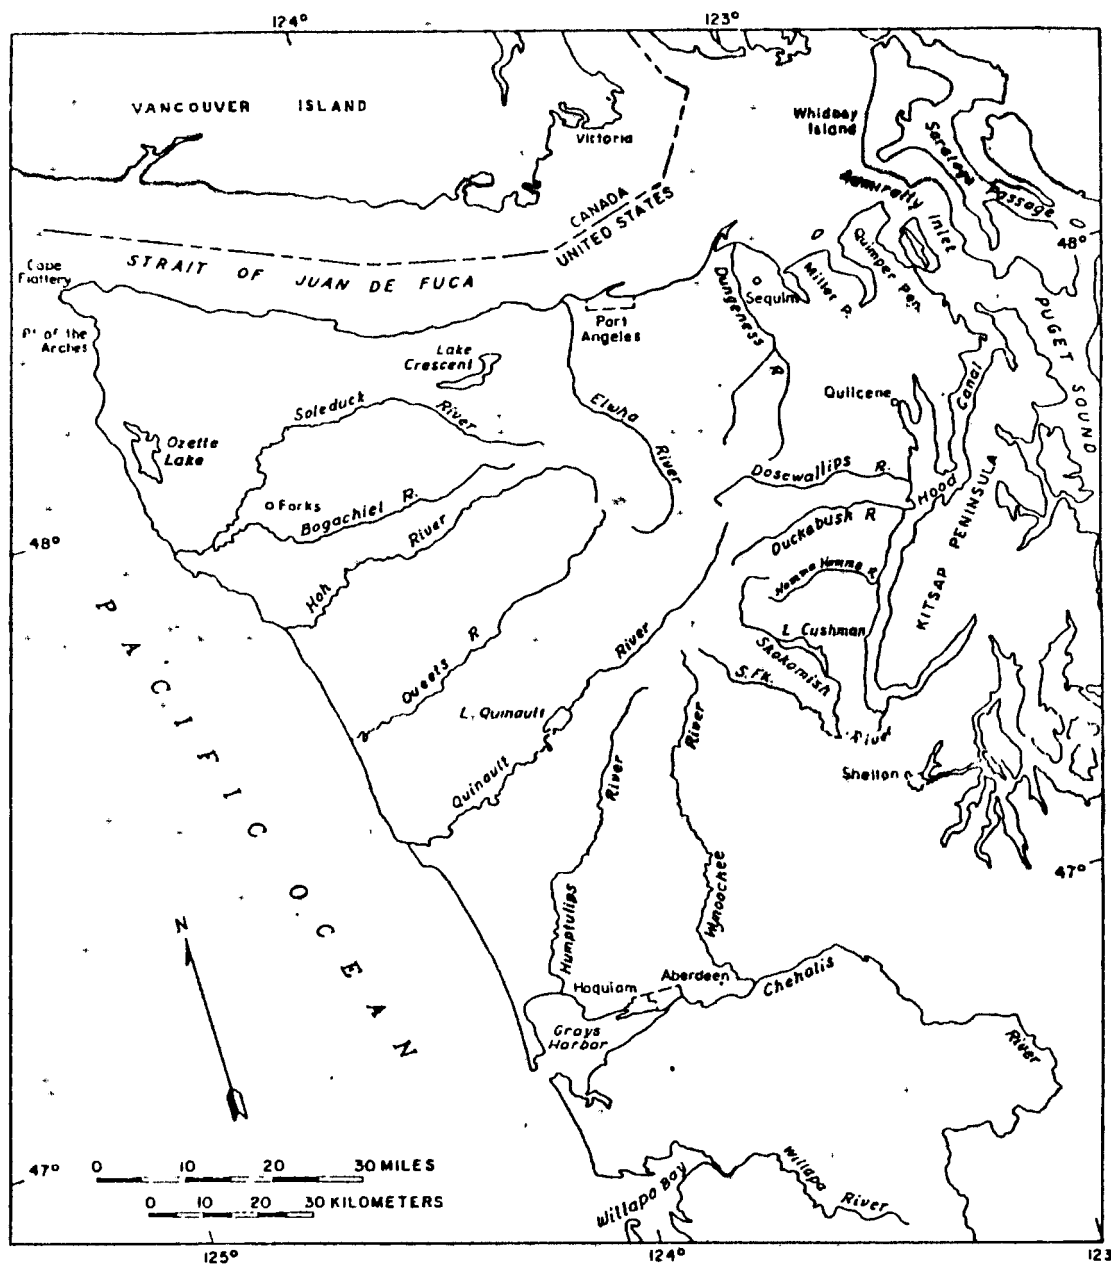 124°
123°
VANCOUVER ISLAND
Victoria
Whidbey
Island
Saratoga Passage
Admiralty Inlet
CANADA
UNITED STATES
48°
STRAIT OF JUAN DE FUCA
Cape
Flattery
Quimper Pen.
Dungeness R
Sequim
Miller P.
Port
Angeles
Pt of the
Arches
PUGET SOUND
Lake
Crescent
Quilcene
Canal
Hood
Soleduck River
Elwha River
Ozette
Lake
Dosewallips R.
Forks
Bogachiel R.
Hoh River
Duckabush R
KITSAP PENINSULA
48°
Hamma Hamma R.
L Cushman
Skokomish River
S. FK.
Queets R
L. Quinault
Quinault River
PACIFIC OCEAN
Shelton
47°
Humptulips River
Wynoochee River
N
Hoquiam
Aberdeen
Chehalis River
Grays
Harbor
47°
0 10 20 30 MILES
0 10 20 30 KILOMETERS
Willapa Bay
Willapa River
125°
124°
123